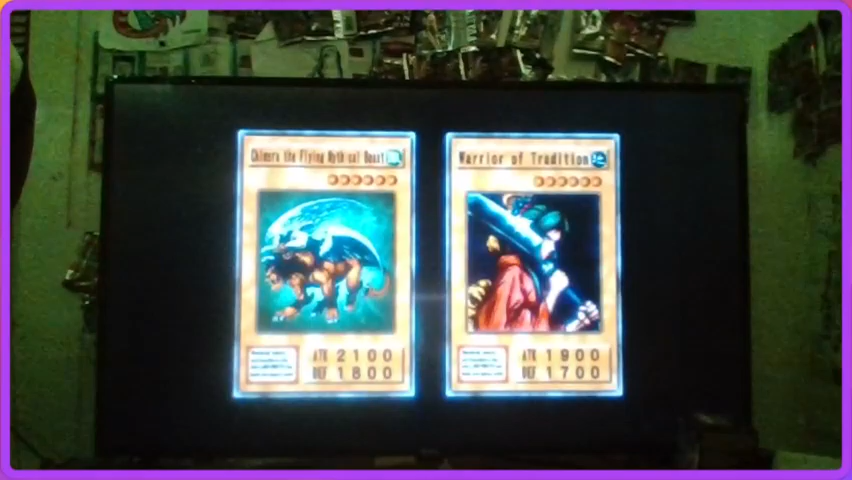 Chimera the Flying Mythical Beast
ATK 2100
DEF 1800
Warrior of Tradition
ATK 1900
DEF 1700